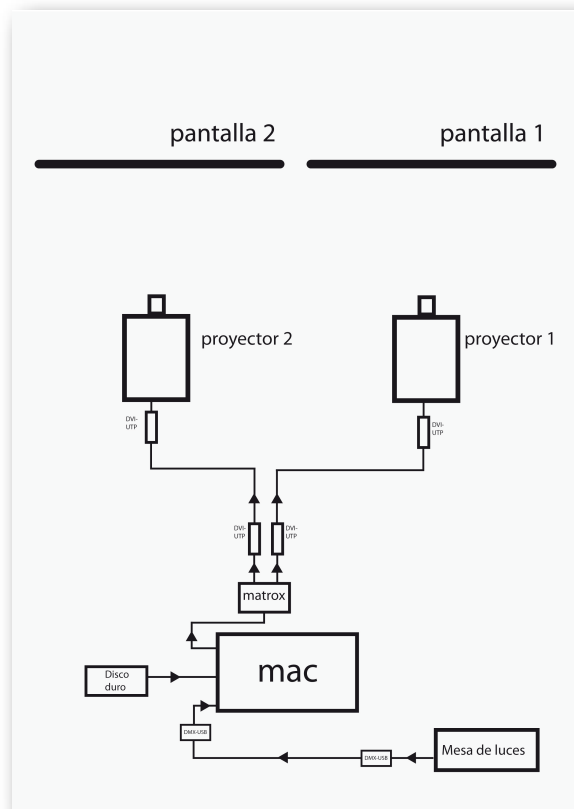 pantalla 2
pantalla 1
proyector 2
proyector 1
DVI-
UTP
DVI-
UTP
DVI-
UTP
DVI-
UTP
matrox
mac
Disco
duro
DMX-USB
DMX-USB
Mesa de luces